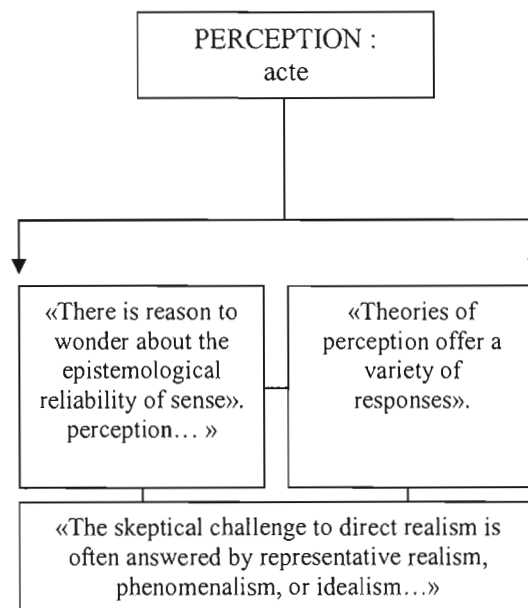 PERCEPTION :
acte
«There is reason to
wonder about the
epistemological
reliability of sense».
perception… »
«Theories of
perception offer a
variety of
responses».
«The skeptical challenge to direct realism is
often answered by representative realism,
phenomenalism, or idealism…»